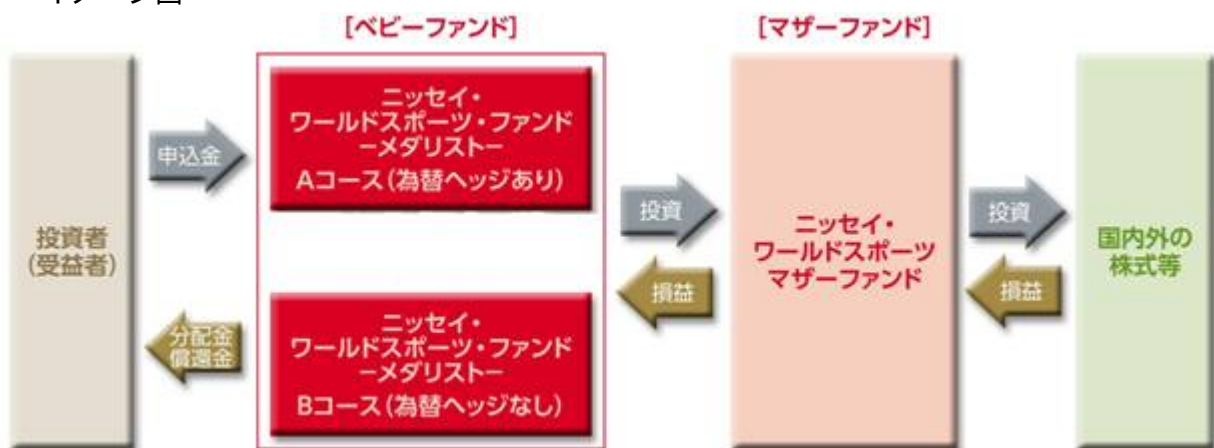 [ベビーファンド]
[マザーファンド]
投資者
(受益者)
申込金
分配金
償還金
ニッセイ・
ワールドスポーツ・ファンド
ーメダリストー
Aコース(為替ヘッジあり)
ニッセイ・
ワールドスポーツ・ファンド
ーメダリストー
Bコース(為替ヘッジなし)
投資
損益
ニッセイ・
ワールドスポーツ
マザーファンド
投資
損益
国内外の
株式等